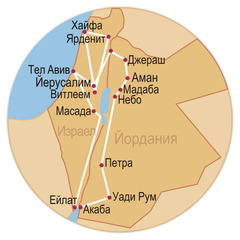 Хайфа
Ярденит
Джераш
Тел Авив
Аман
Йерусалим
Мадаба
Витлеем
Небо
Масада
Израел
Йордания
Петра
Ейлат
Уади Рум
Акаба